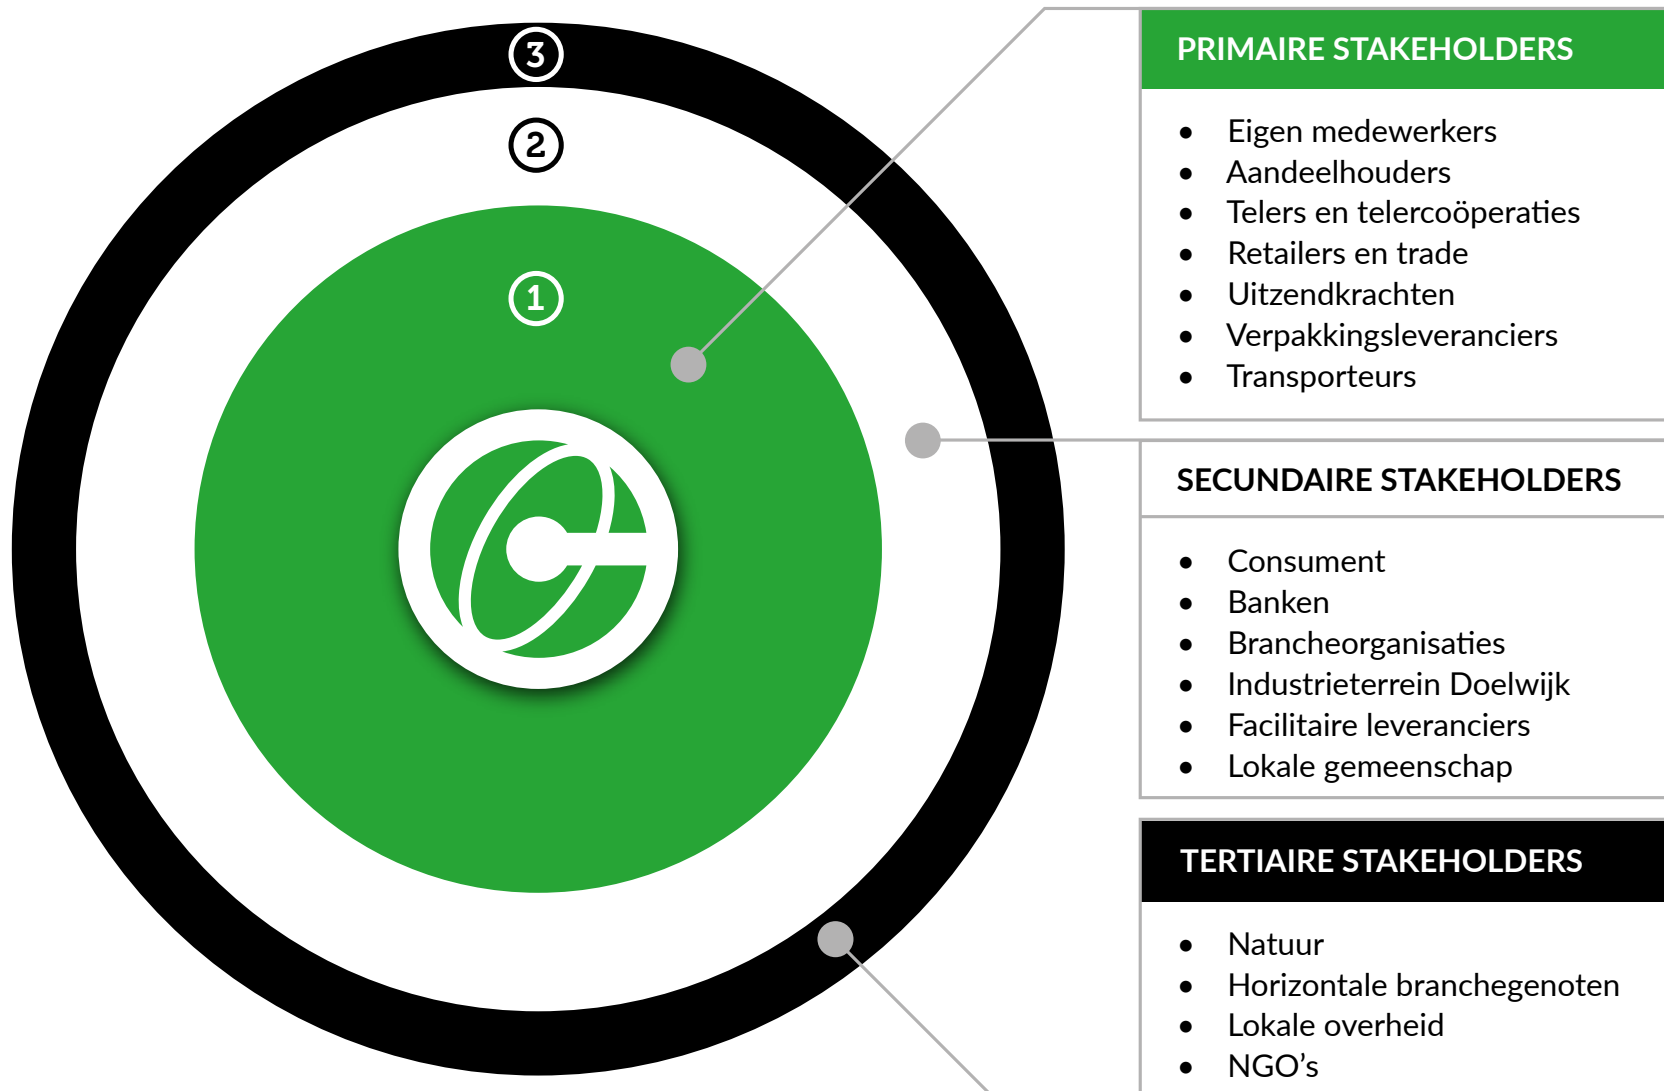 3
2
1
PRIMAIRE STAKEHOLDERS
• Eigen medewerkers
• Aandeelhouders
• Telers en telercoöperaties
• Retailers en trade
• Uitzendkrachten
• Verpakkingsleveranciers
• Transporteurs
SECUNDAIRE STAKEHOLDERS
• Consument
• Banken
• Brancheorganisaties
• Industrieterrein Doelwijk
• Facilitaire leveranciers
• Lokale gemeenschap
TERTIAIRE STAKEHOLDERS
• Natuur
• Horizontale branchegenoten
• Lokale overheid
• NGO’s